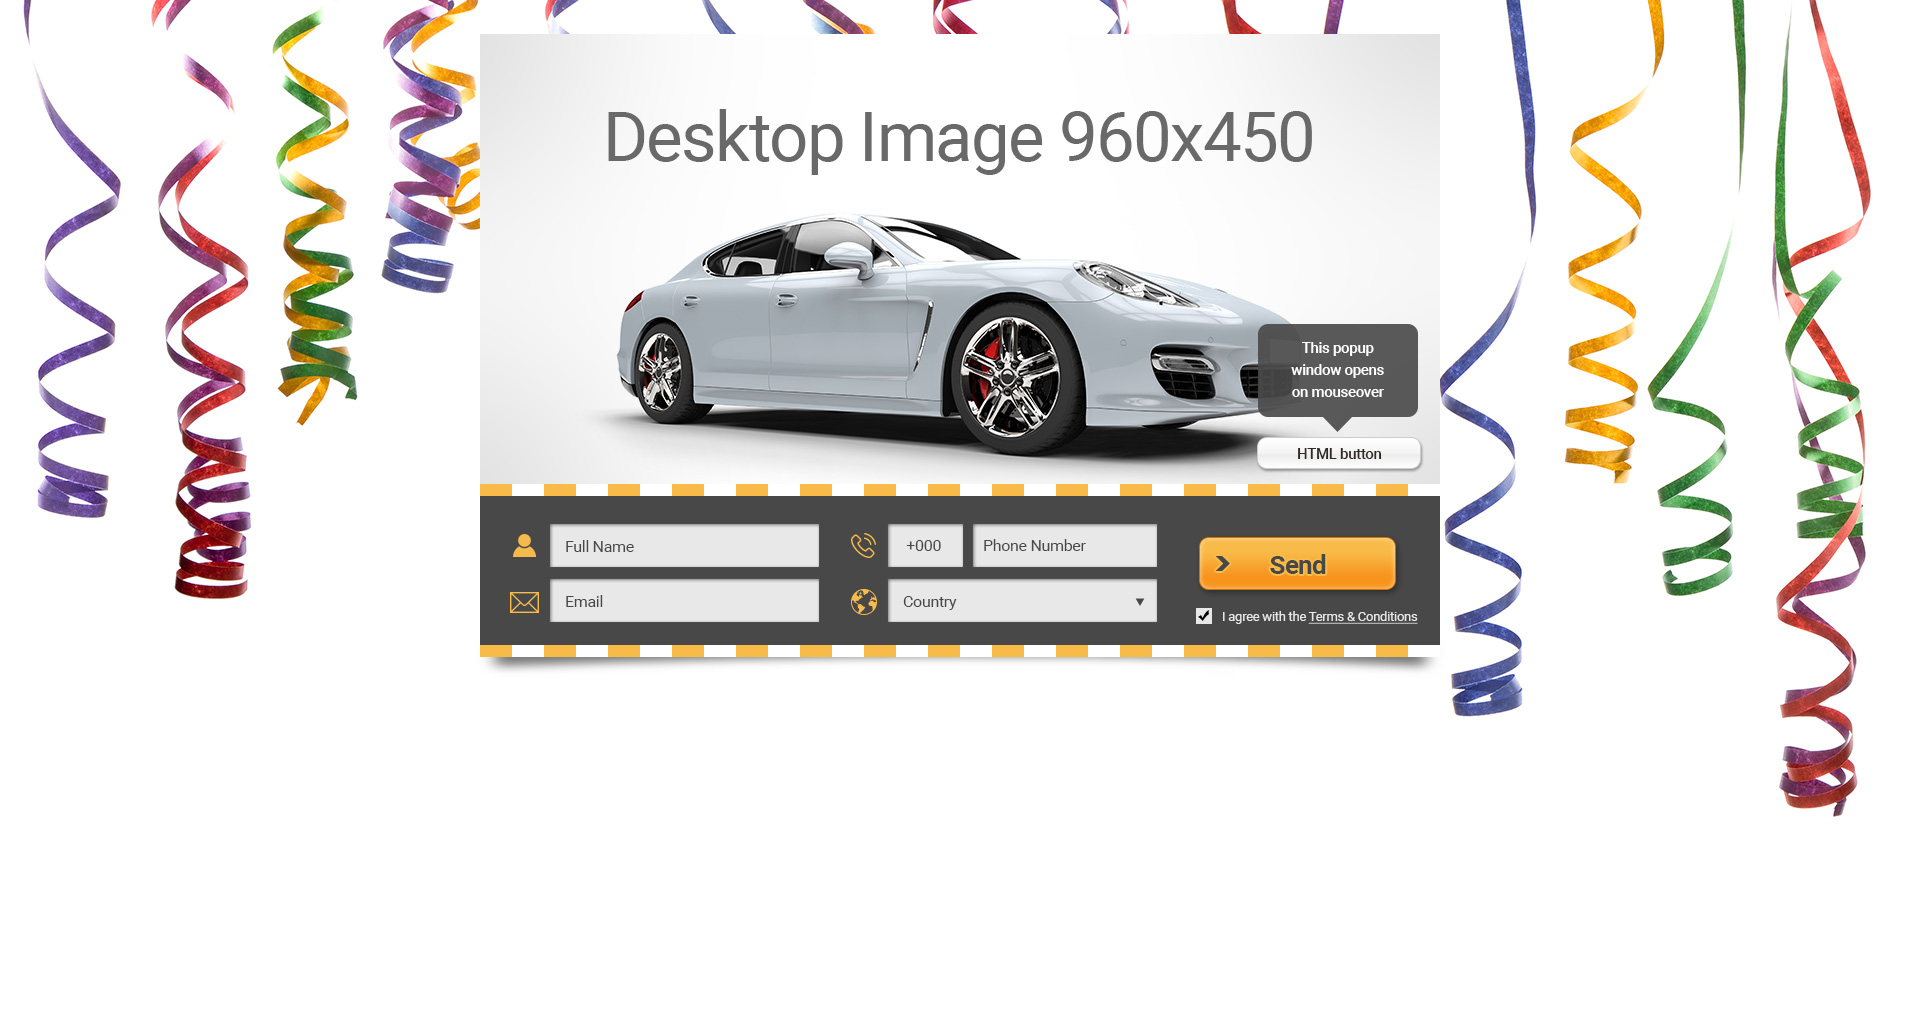 Desktop Image 960x450
This popup
window opens
on mouseover
HTML button
Full Name
+000
Phone Number
Send
Email
Country
I agree with the Terms & Conditions